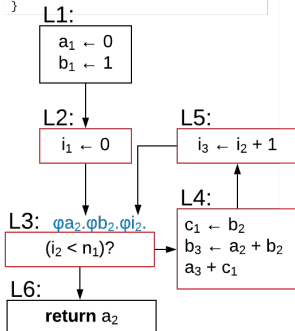 }
L1:
a₁ ← 0
b₁ ← 1
L2:
i₁ ← 0
L5:
i₃ ← i₂ + 1
L4:
c₁ ← b₂
b₃ ← a₂ + b₂
a₃ + c₁
L3: φa₂.φb₂.φi₂.
(i₂ < n₁)?
L6:
return a₂